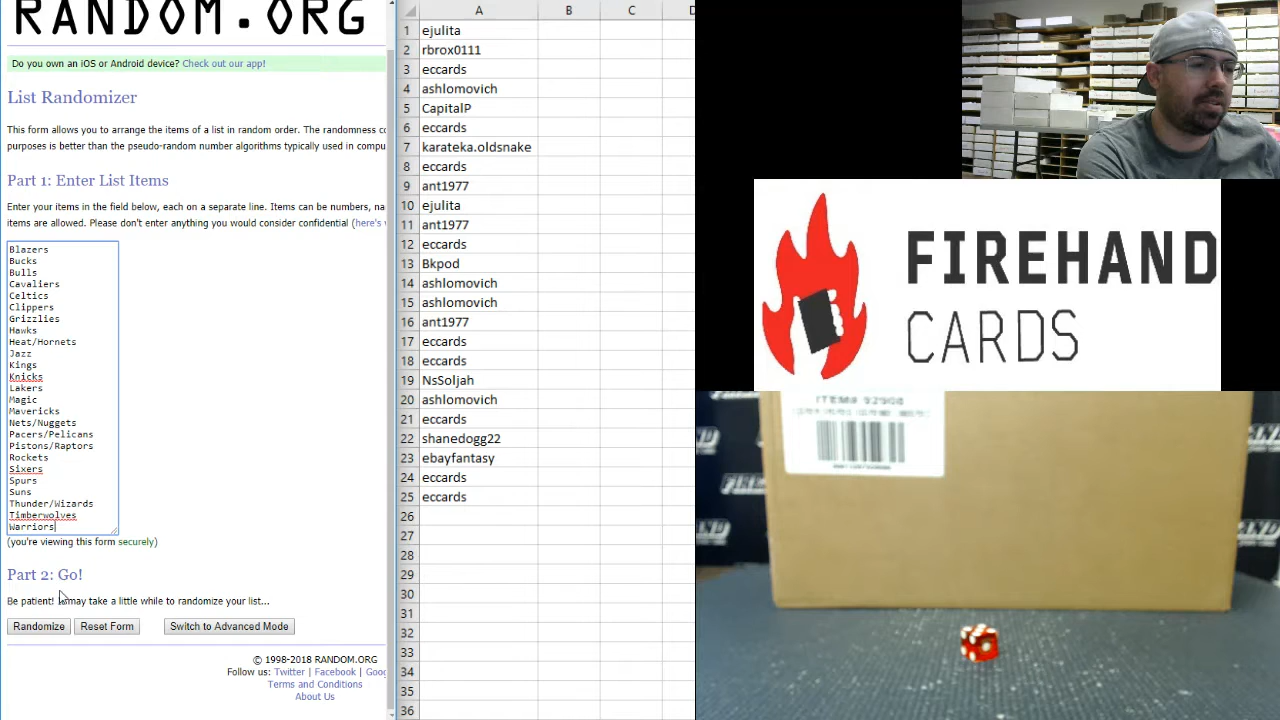 RANDOM.ORG
Do you own an iOS or Android device? Check out our app!
List Randomizer
This form allows you to arrange the items of a list in random order. The randomness co
purposes is better than the pseudo-random number algorithms typically used in compu
Part 1: Enter List Items
Enter your items in the field below, each on a separate line. Items can be numbers, na
items are allowed. Please don't enter anything you would consider confidential (here's
Blazers
Bucks
Bulls
Cavaliers
Celtics
Clippers
Grizzlies
Hawks
Heat/Hornets
Jazz
Kings
Knicks
Lakers
Magic
Mavericks
Nets/Nuggets
Pacers/Pelicans
Pistons/Raptors
Rockets
Sixers
Spurs
Suns
Thunder/Wizards
Timberwolves
Warriors
(you're viewing this form securely)
Part 2: Go!
Be patient! It may take a little while to randomize your list...
Randomize Reset Form Switch to Advanced Mode
© 1998-2018 RANDOM.ORG
Follow us: Twitter | Facebook | Goog
Terms and Conditions
About Us
A B C D
1 ejulita
2 rbrox0111
3 eccards
4 ashlomovich
5 CapitalP
6 eccards
7 karateka.oldsnake
8 eccards
9 ant1977
10 ejulita
11 ant1977
12 eccards
13 Bkpod
14 ashlomovich
15 ashlomovich
16 ant1977
17 eccards
18 eccards
19 NsSoljah
20 ashlomovich
21 eccards
22 shanedogg22
23 ebayfantasy
24 eccards
25 eccards
26
27
28
29
30
31
32
33
34
35
36
FIREHAND
CARDS
ITEM# 92908